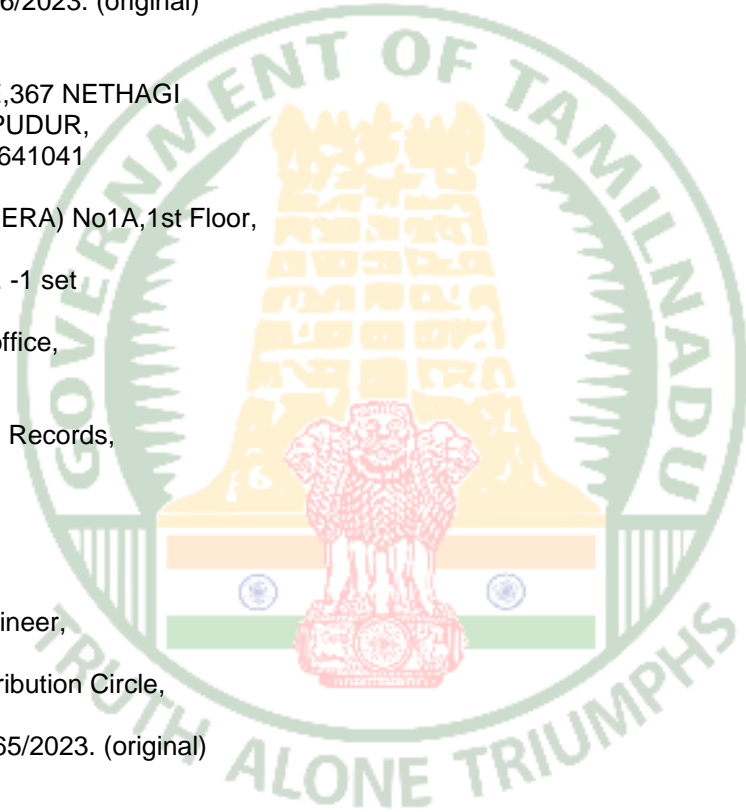 6/2023. (original)
,367 NETHAGI
PUDUR,
641041
ERA) No1A,1st Floor,
-1 set
office,
Records,
ineer,
ribution Circle,
65/2023. (original)
GOVERNMENT OF TAMILNADU
TRUTH ALONE TRIUMPHS